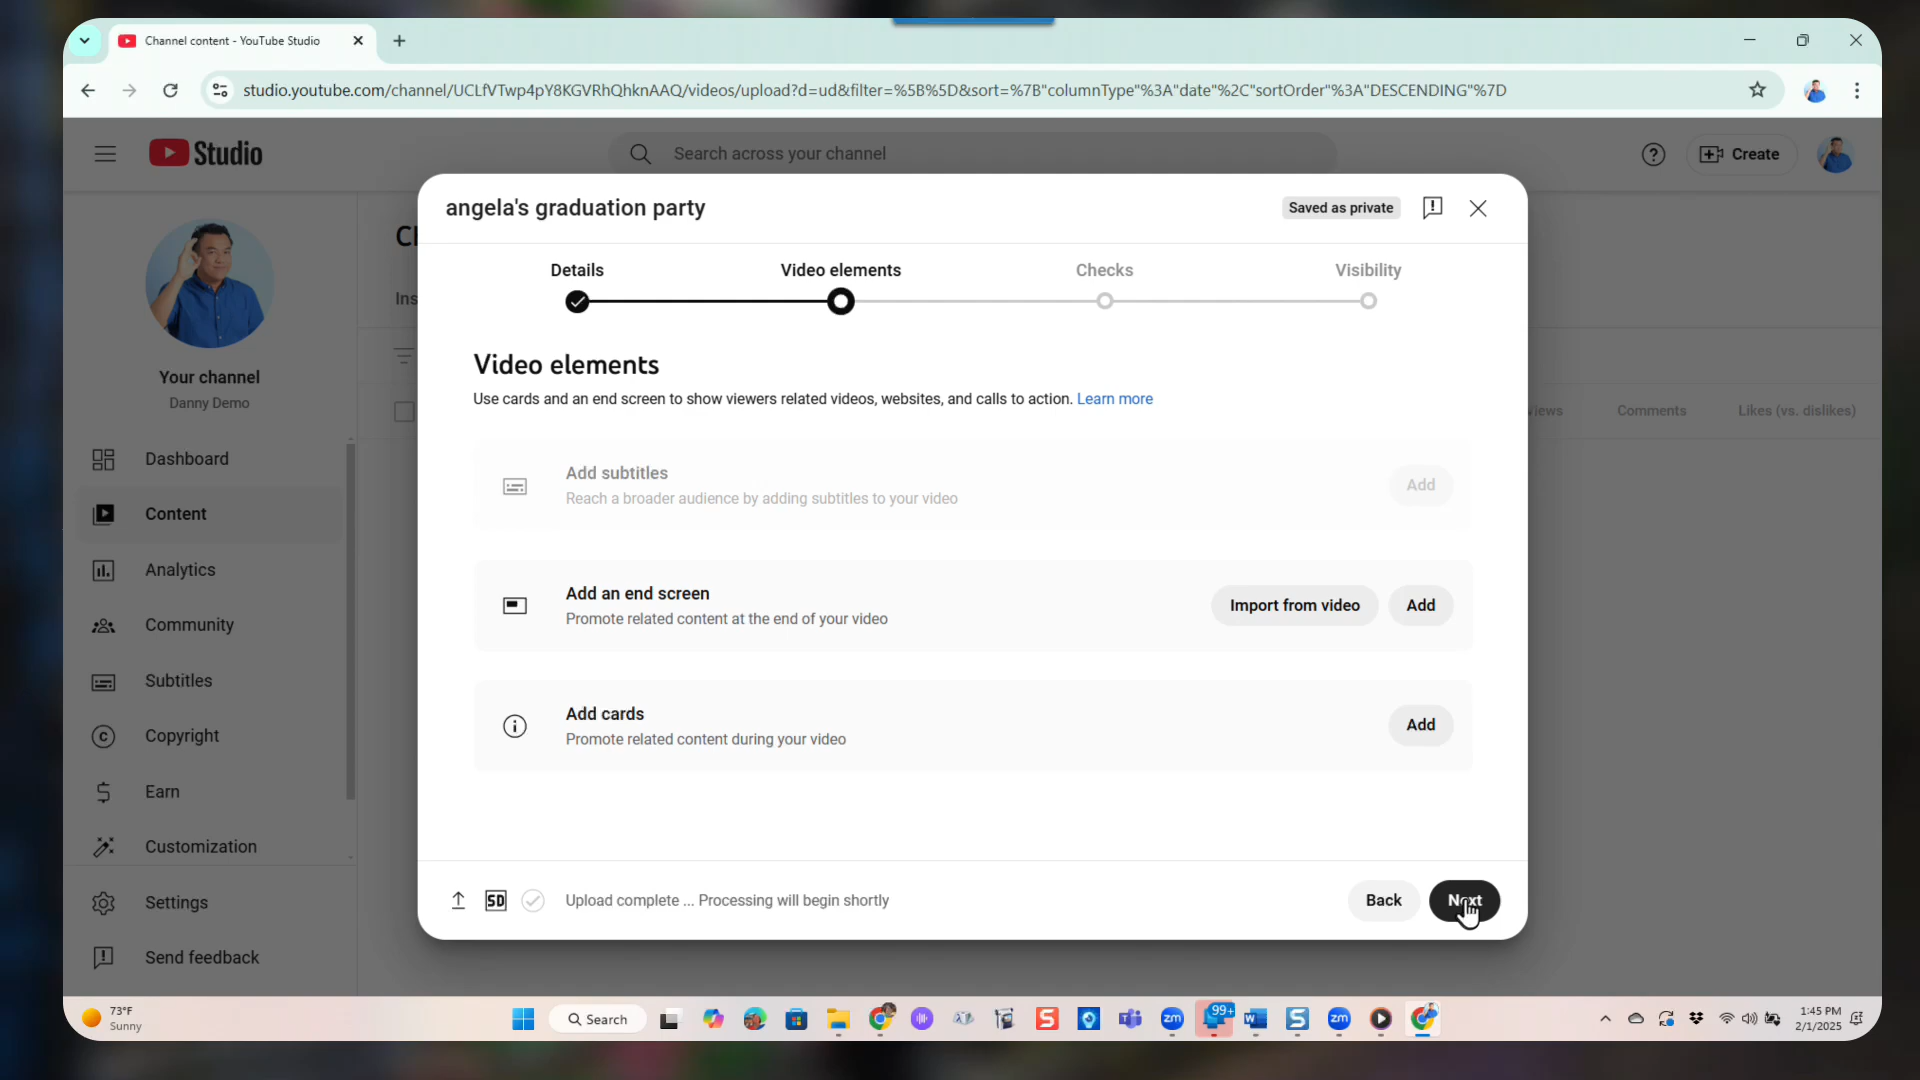 Channel content - YouTube Studio
studio.youtube.com/channel/UCLfVTwp4pY8KGVRhQhknAAQ/videos/upload?d=ud&filter=%5B%5D&sort=%7B"columnType"%3A"date"%2C"sortOrder"%3A"DESCENDING"%7D
Studio
Search across your channel
Create
angela's graduation party
Saved as private
Details
Video elements
Checks
Visibility
Video elements
Use cards and an end screen to show viewers related videos, websites, and calls to action. Learn more
Add subtitles
Reach a broader audience by adding subtitles to your video
Add
Add an end screen
Promote related content at the end of your video
Import from video
Add
Add cards
Promote related content during your video
Add
SD
Upload complete ... Processing will begin shortly
Back
Next
Your channel
Danny Demo
Dashboard
Content
Analytics
Community
Subtitles
Copyright
Earn
Customization
Settings
Send feedback
Comments
Likes (vs. dislikes)
73°F
Sunny
Search
zm
99+
zm
1:45 PM
2/1/2025